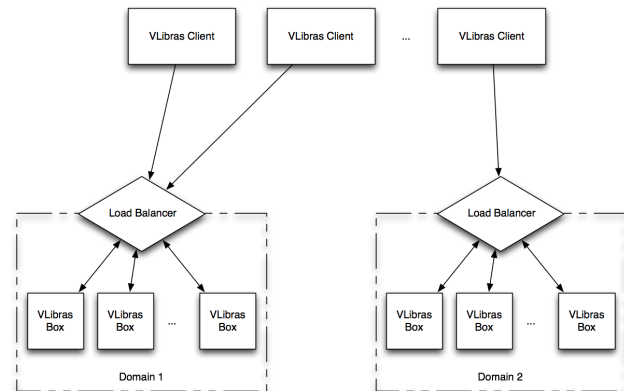 VLibras Client
VLibras Client
...
VLibras Client
Load Balancer
Load Balancer
VLibras
Box
VLibras
Box
...
VLibras
Box
VLibras
Box
VLibras
Box
...
VLibras
Box
Domain 1
Domain 2